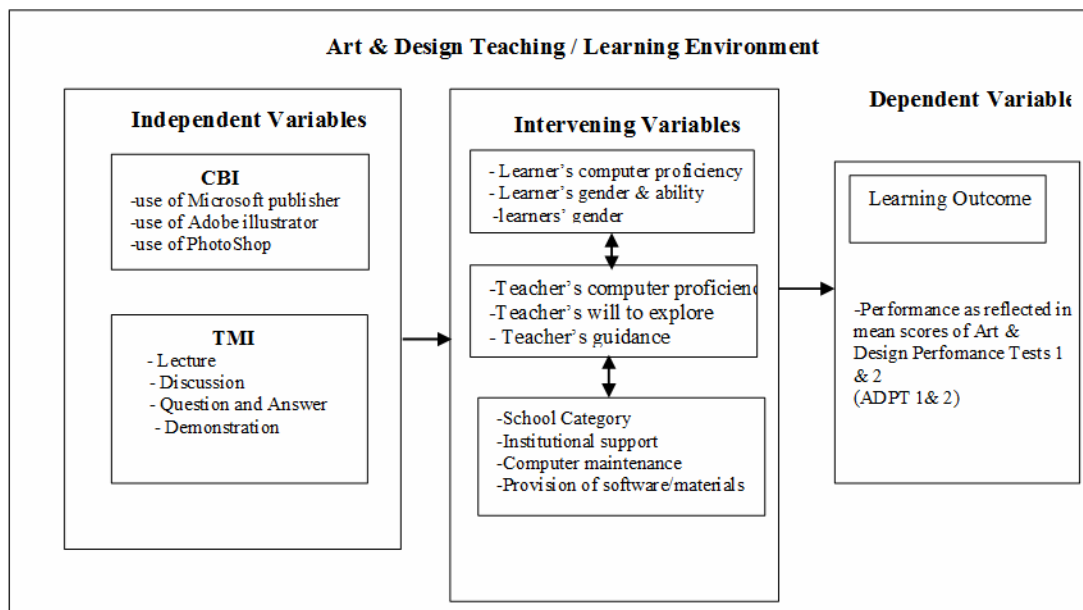 Art & Design Teaching / Learning Environment
Independent Variables
CBI
-use of Microsoft publisher
-use of Adobe illustrator
-use of PhotoShop
TMI
- Lecture
- Discussion
- Question and Answer
- Demonstration
Intervening Variables
- Learner's computer proficiency
- Learner's gender & ability
-learners' gender
-Teacher's computer proficienc
-Teacher's will to explore
- Teacher's guidance
-School Category
-Institutional support
-Computer maintenance
-Provision of software/materials
Dependent Variable
Learning Outcome
-Performance as reflected in
mean scores of Art &
Design Perfomance Tests 1
& 2
(ADPT 1& 2)